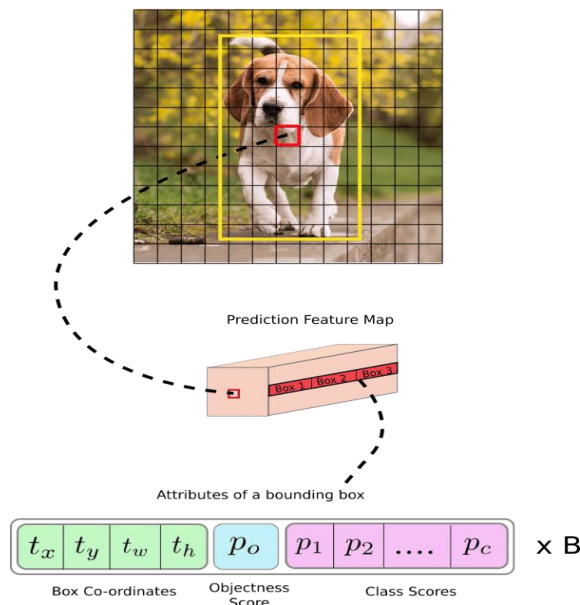 Prediction Feature Map
Box 1 Box 2 Box 3
Attributes of a bounding box
t_x t_y t_w t_h p_o p_1 p_2 .... p_c x B
Box Co-ordinates Objectness Score Class Scores